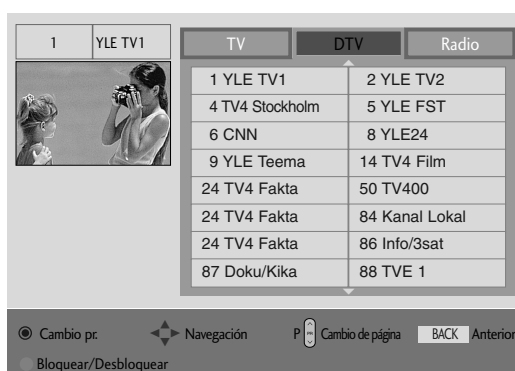 1 YLE TV1
TV DTV Radio
1 YLE TV1 2 YLE TV2
4 TV4 Stockholm 5 YLE FST
6 CNN 8 YLE24
9 YLE Teema 14 TV4 Film
24 TV4 Fakta 50 TV400
24 TV4 Fakta 84 Kanal Lokal
24 TV4 Fakta 86 Info/3sat
87 Doku/Kika 88 TVE 1
Cambio pr. Navegación P Cambio de página BACK Anterior
Bloquear/Desbloquear